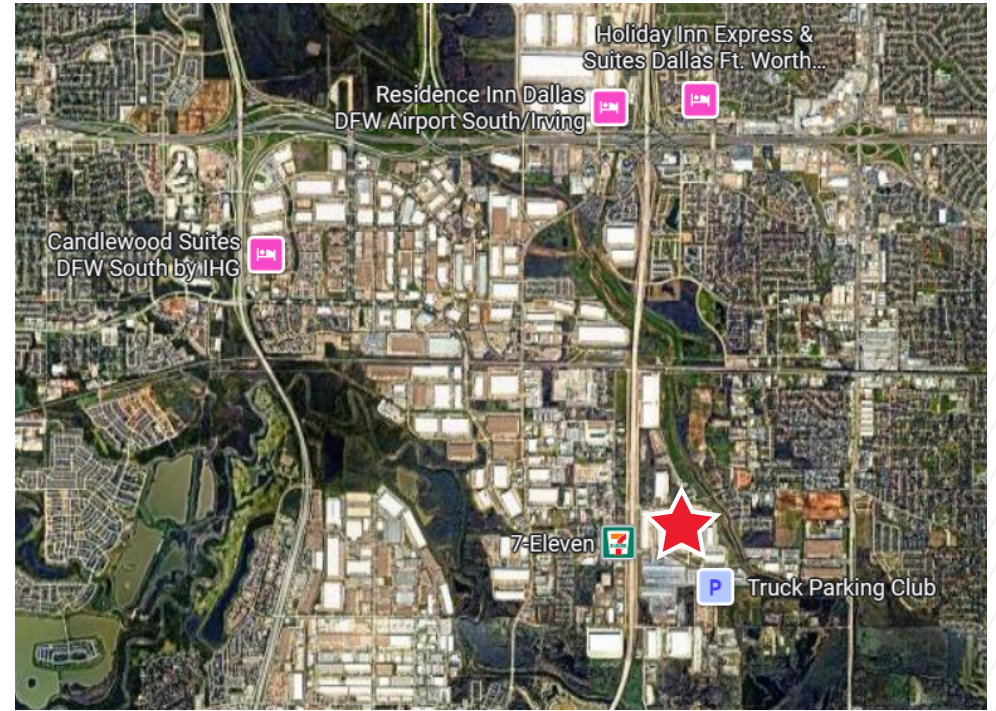 Holiday Inn Express &
Suites Dallas Ft. Worth...
Residence Inn Dallas
DFW Airport South/Irving
Candlewood Suites
DFW South by IHG
7-Eleven
P
Truck Parking Club